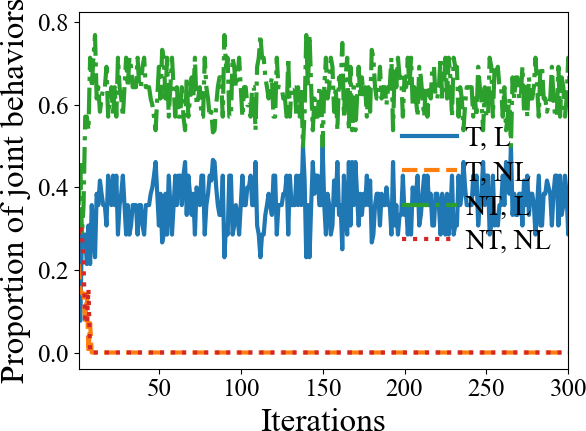 Proportion of joint behaviors
0.8
0.6
0.4
0.2
0.0
T, L
T, NL
NT, L
NT, NL
50
100
150
200
250
300
Iterations